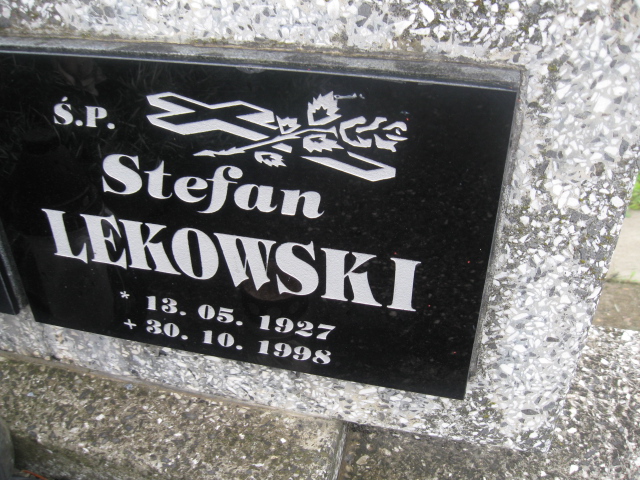 Ś.P.
Stefan
LEKOWSKI
* 13. 05. 1927
+ 30. 10. 1998